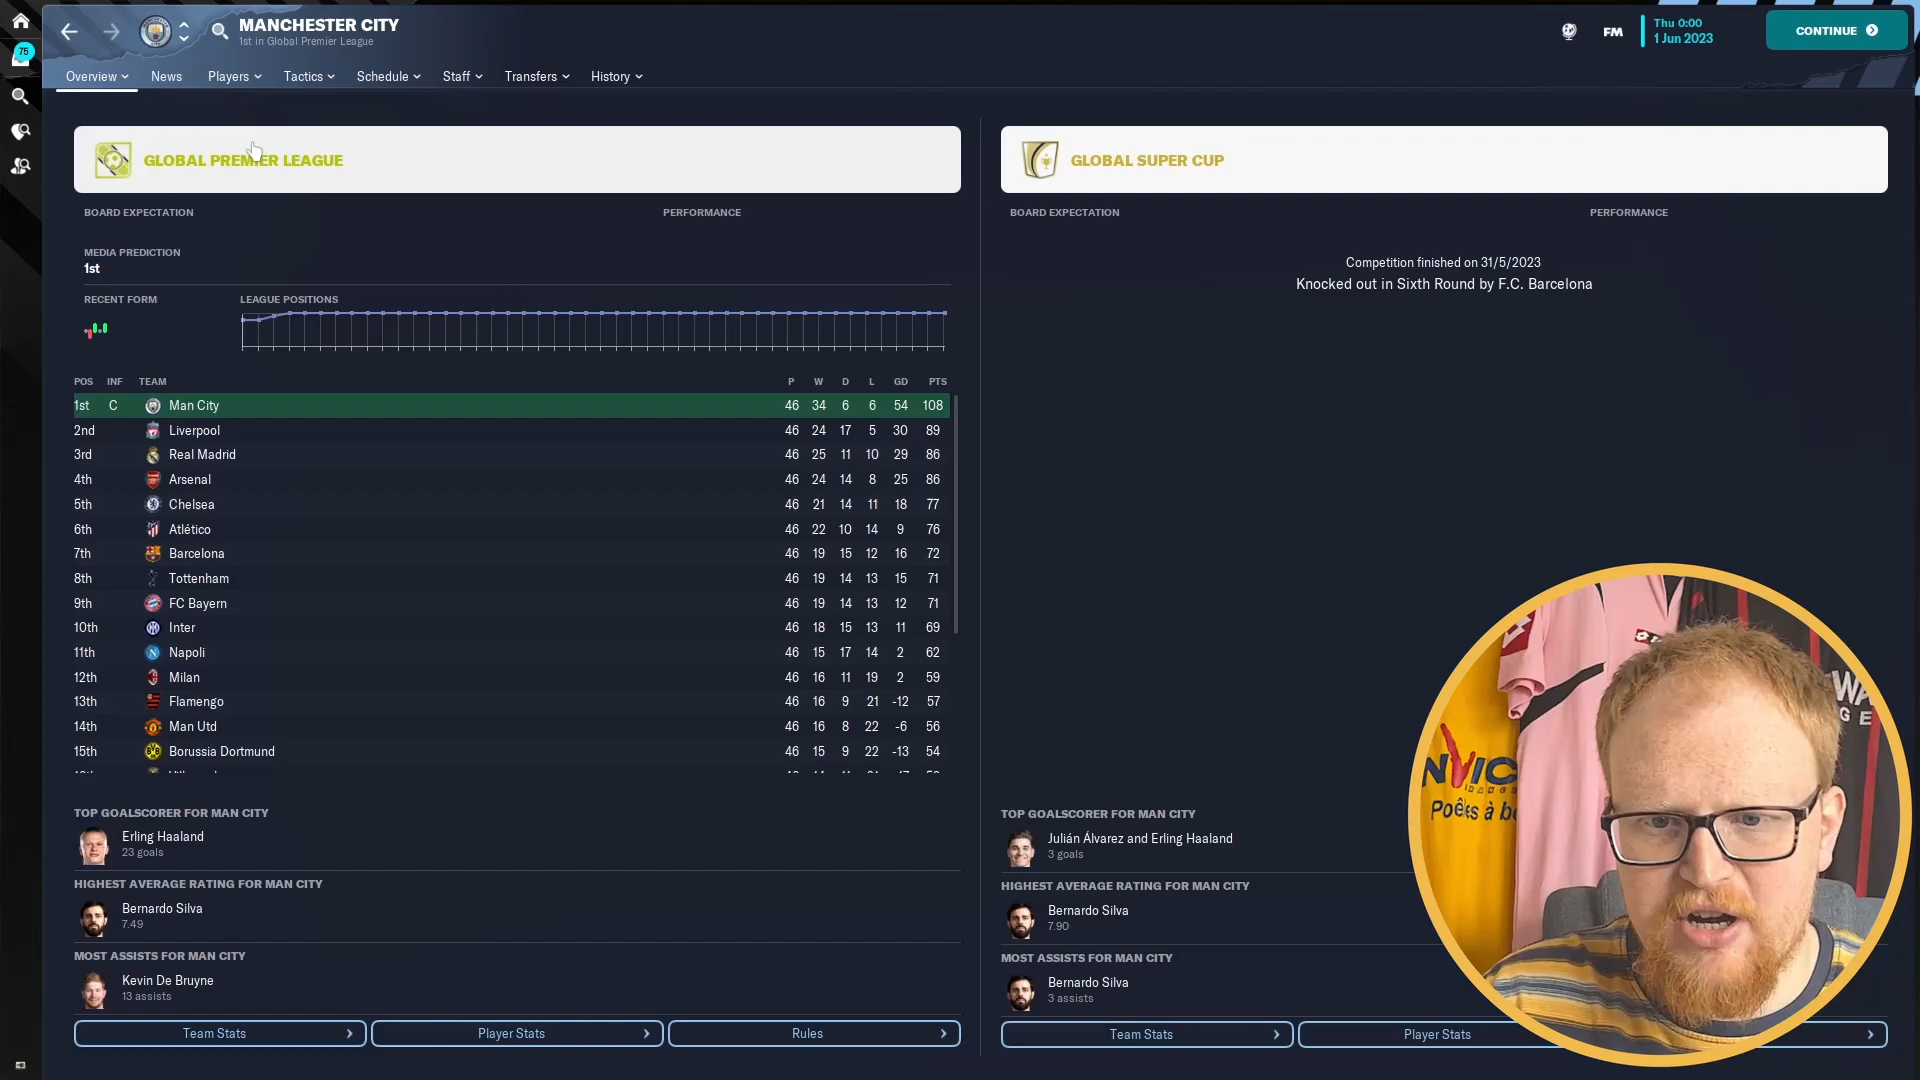 MANCHESTER CITY
1st in Global Premier League
FM
Thu 0:00
1 Jun 2023
CONTINUE
75
Overview
News
Players
Tactics
Schedule
Staff
Transfers
History
GLOBAL PREMIER LEAGUE
BOARD EXPECTATION
PERFORMANCE
MEDIA PREDICTION
1st
RECENT FORM
LEAGUE POSITIONS
POS INF TEAM P W D L GD PTS
1st C Man City 46 34 6 6 54 108
2nd Liverpool 46 24 17 5 30 89
3rd Real Madrid 46 25 11 10 29 86
4th Arsenal 46 24 14 8 25 86
5th Chelsea 46 21 14 11 18 77
6th Atlético 46 22 10 14 9 76
7th Barcelona 46 19 15 12 16 72
8th Tottenham 46 19 14 13 15 71
9th FC Bayern 46 19 14 13 12 71
10th Inter 46 18 15 13 11 69
11th Napoli 46 15 17 14 2 62
12th Milan 46 16 11 19 2 59
13th Flamengo 46 16 9 21 -12 57
14th Man Utd 46 16 8 22 -6 56
15th Borussia Dortmund 46 15 9 22 -13 54
TOP GOALSCORER FOR MAN CITY
Erling Haaland
23 goals
HIGHEST AVERAGE RATING FOR MAN CITY
Bernardo Silva
7.49
MOST ASSISTS FOR MAN CITY
Kevin De Bruyne
13 assists
Team Stats
Player Stats
Rules
GLOBAL SUPER CUP
BOARD EXPECTATION
PERFORMANCE
Competition finished on 31/5/2023
Knocked out in Sixth Round by F.C. Barcelona
TOP GOALSCORER FOR MAN CITY
Julián Álvarez and Erling Haaland
3 goals
HIGHEST AVERAGE RATING FOR MAN CITY
Bernardo Silva
7.90
MOST ASSISTS FOR MAN CITY
Bernardo Silva
3 assists
Team Stats
Player Stats
NVIC
Poêles à bo